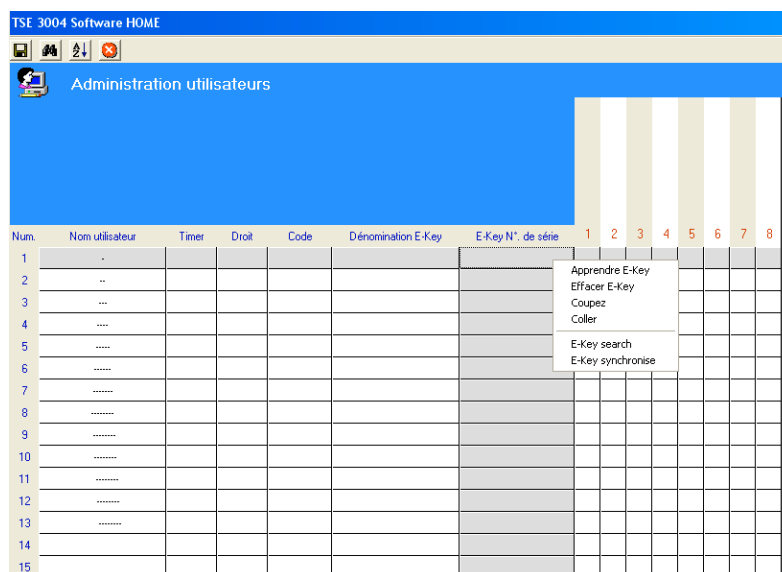 TSE 3004 Software HOME
Administration utilisateurs
Num. Nom utilisateur Timer Droit Code Dénomination E-Key E-Key N°. de série 1 2 3 4 5 6 7 8
1 .
2 ..
3 ...
4 ....
5 .....
6 ......
7 .......
8 ........
9 ........
10 ........
11 ........
12 ........
13 ........
14
15
Apprendre E-Key
Effacer E-Key
Coupez
Coller
E-Key search
E-Key synchronise